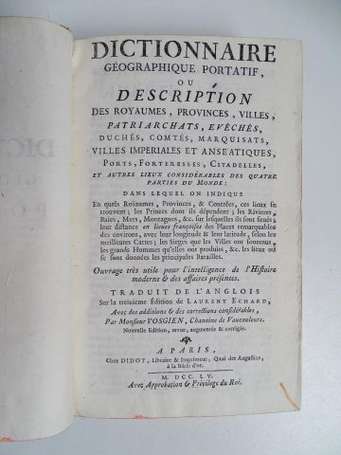 DICTIONNAIRE
GÉOGRAPHIQUE PORTATIF,
OU
DESCRIPTION
DES ROYAUMES, PROVINCES, VILLES,
PATRIARCHATS, EVÊCHÉS,
DUCHÉS, COMTÉS, MARQUISATS,
VILLES IMPERIALES ET ANSEATIQUES,
PORTS, FORTERESSES, CITADELLES,
ET AUTRES LIEUX CONSIDÉRABLES DES QUATRE
PARTIES DU MONDE:
DANS LEQUEL ON INDIQUE
En quels Royaumes, Provinces, & Contrées, ces lieux se
trouvent; les Princes dont ils dépendent; les Rivieres,
Baies, Mers, Montagnes, &c. sur lesquelles ils sont situés;
leur distance en lieues françoises des Places remarquables
des environs, avec leur longitude & leur latitude, selon les
meilleures Cartes; les sieges que les Villes ont soutenus,
les grands Hommes qu'elles ont produits, &c. les lieux où
se sont données les principales Batailles.
Ouvrage très utile pour l'intelligence de l'Histoire
moderne & des affaires présentes.
TRADUIT DE L'ANGLOIS
Sur la treizième Édition de LAURENT ECHARD,
Avec des additions & des corrections considérables,
Par Monsieur VOSGIEN, Chanoine de Vaucouleurs.
Nouvelle Edition, revue, augmentée & corrigée.
A PARIS,
Chez DIDOT, Libraire & Imprimeur, Quai des Augustins,
à la Bible d'or.
M. DCC. LV.
Avec Approbation & Privilege du Roi.